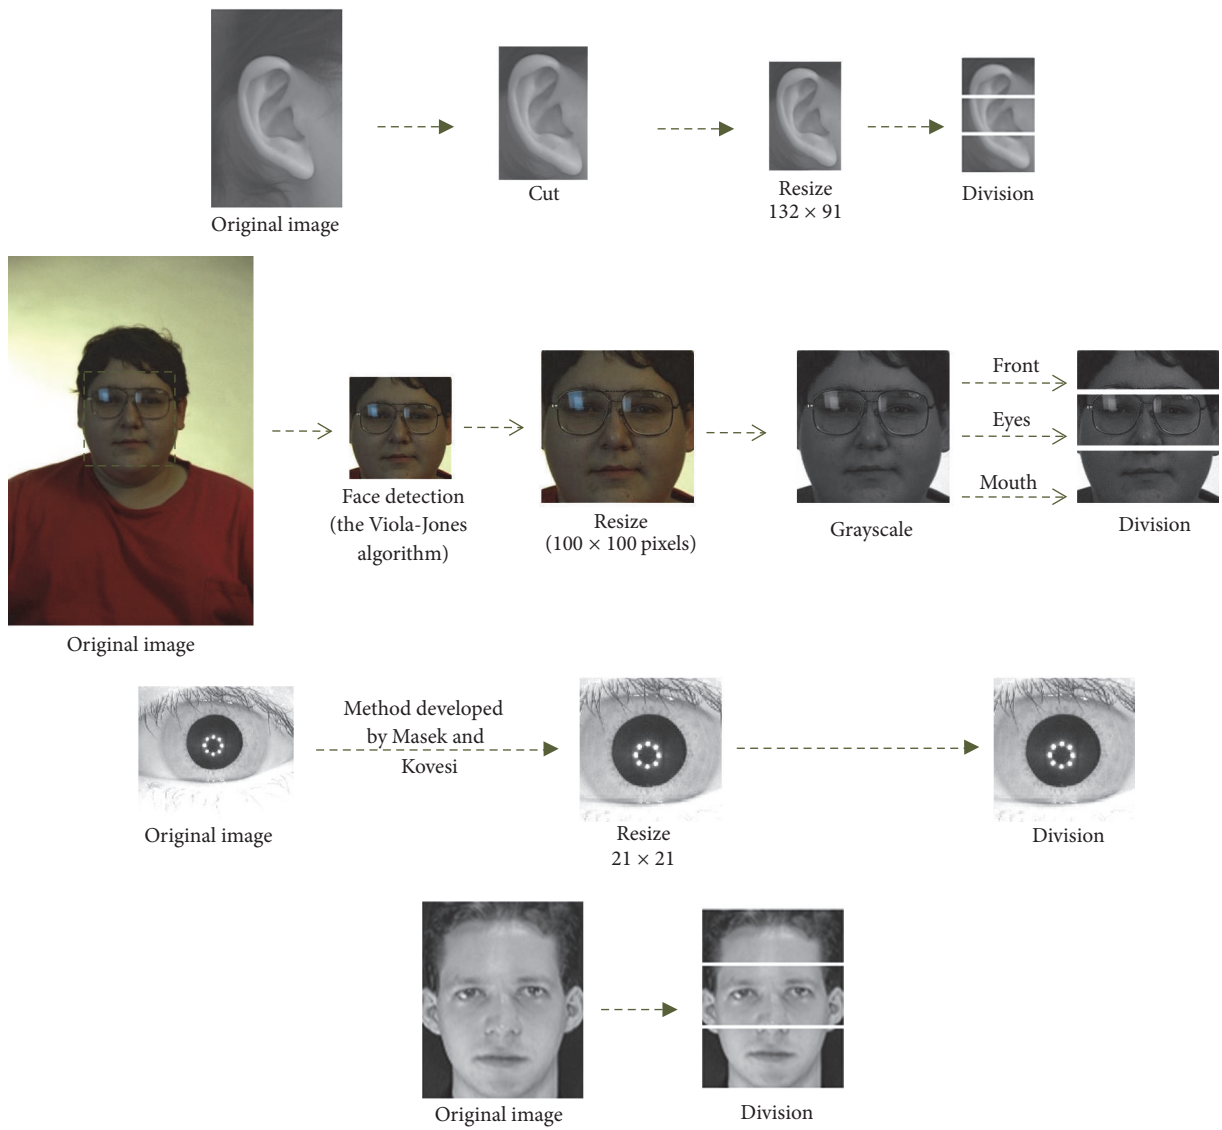 Original image
Cut
Resize
132 × 91
Division
Original image
Face detection
(the Viola-Jones
algorithm)
Resize
(100 × 100 pixels)
Grayscale
Front
Eyes
Mouth
Division
Original image
Method developed
by Masek and
Kovesi
Resize
21 × 21
Division
Original image
Division